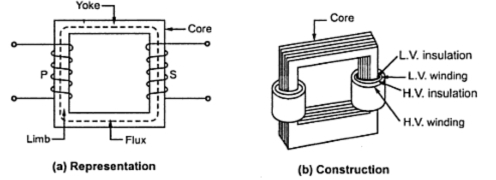 Yoke
Core
P
S
Limb
Flux
(a) Representation
Core
L.V. insulation
L.V. winding
H.V. insulation
H.V. winding
(b) Construction